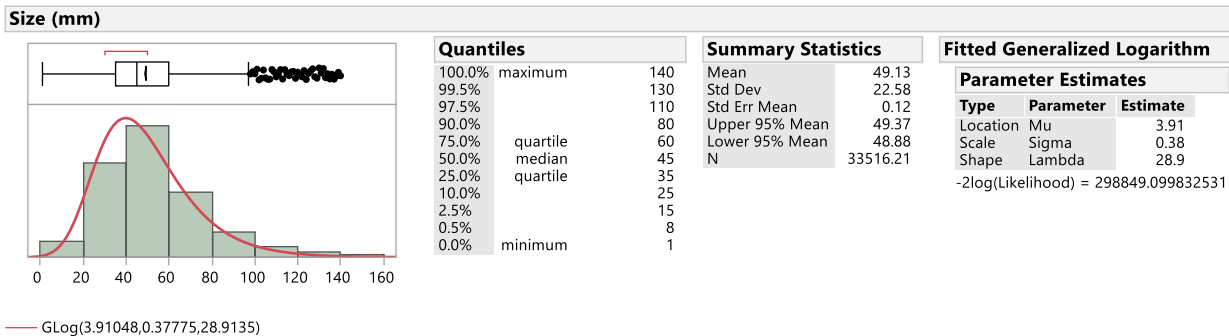 Size (mm)
0 20 40 60 80 100 120 140 160
GLog(3.91048,0.37775,28.9135)
Quantiles
100.0% maximum 140
99.5% 130
97.5% 110
90.0% 80
75.0% quartile 60
50.0% median 45
25.0% quartile 35
10.0% 25
2.5% 15
0.5% 8
0.0% minimum 1
Summary Statistics
Mean 49.13
Std Dev 22.58
Std Err Mean 0.12
Upper 95% Mean 49.37
Lower 95% Mean 48.88
N 33516.21
Fitted Generalized Logarithm
Parameter Estimates
Type Parameter Estimate
Location Mu 3.91
Scale Sigma 0.38
Shape Lambda 28.9
-2log(Likelihood) = 298849.099832531